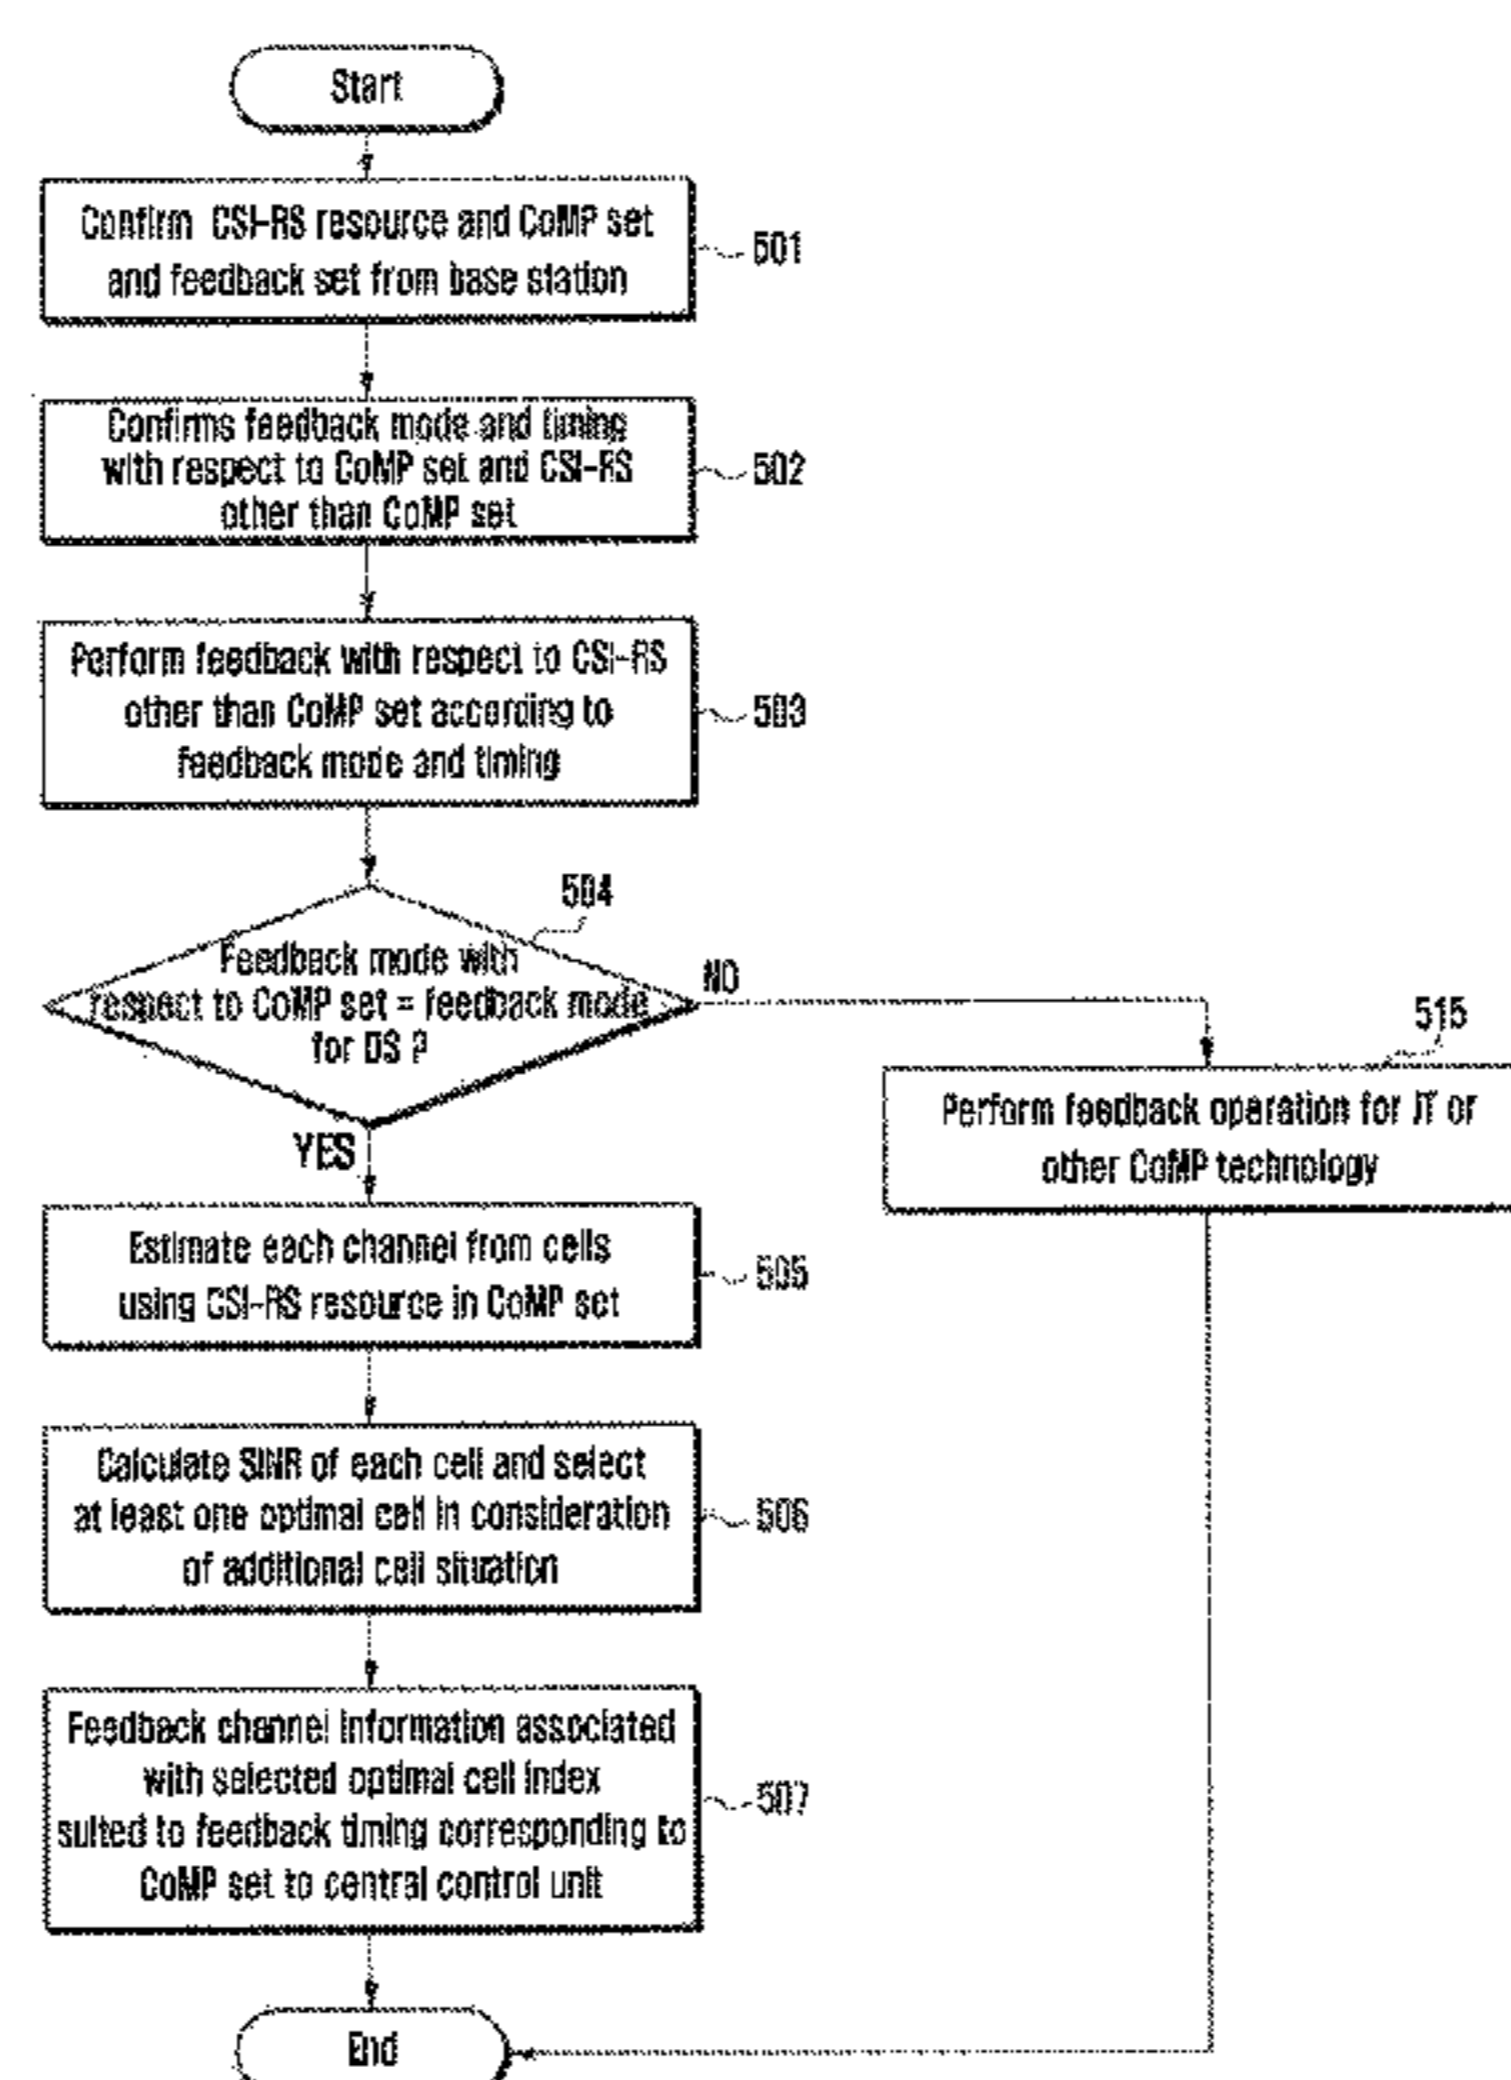 Start
Confirm CSI-RS resource and CoMP set
and feedback set from base station
501
Confirms feedback mode and timing
with respect to CoMP set and CSI-RS
other than CoMP set
502
Perform feedback with respect to CSI-RS
other than CoMP set according to
feedback mode and timing
503
504
Feedback mode with
respect to CoMP set = feedback mode
for DS ?
NO
YES
515
Perform feedback operation for JT or
other CoMP technology
Estimate each channel from cells
using CSI-RS resource in CoMP set
505
Calculate SINR of each cell and select
at least one optimal cell in consideration
of additional cell situation
506
Feedback channel information associated
with selected optimal cell index
suited to feedback timing corresponding to
CoMP set to central control unit
507
End